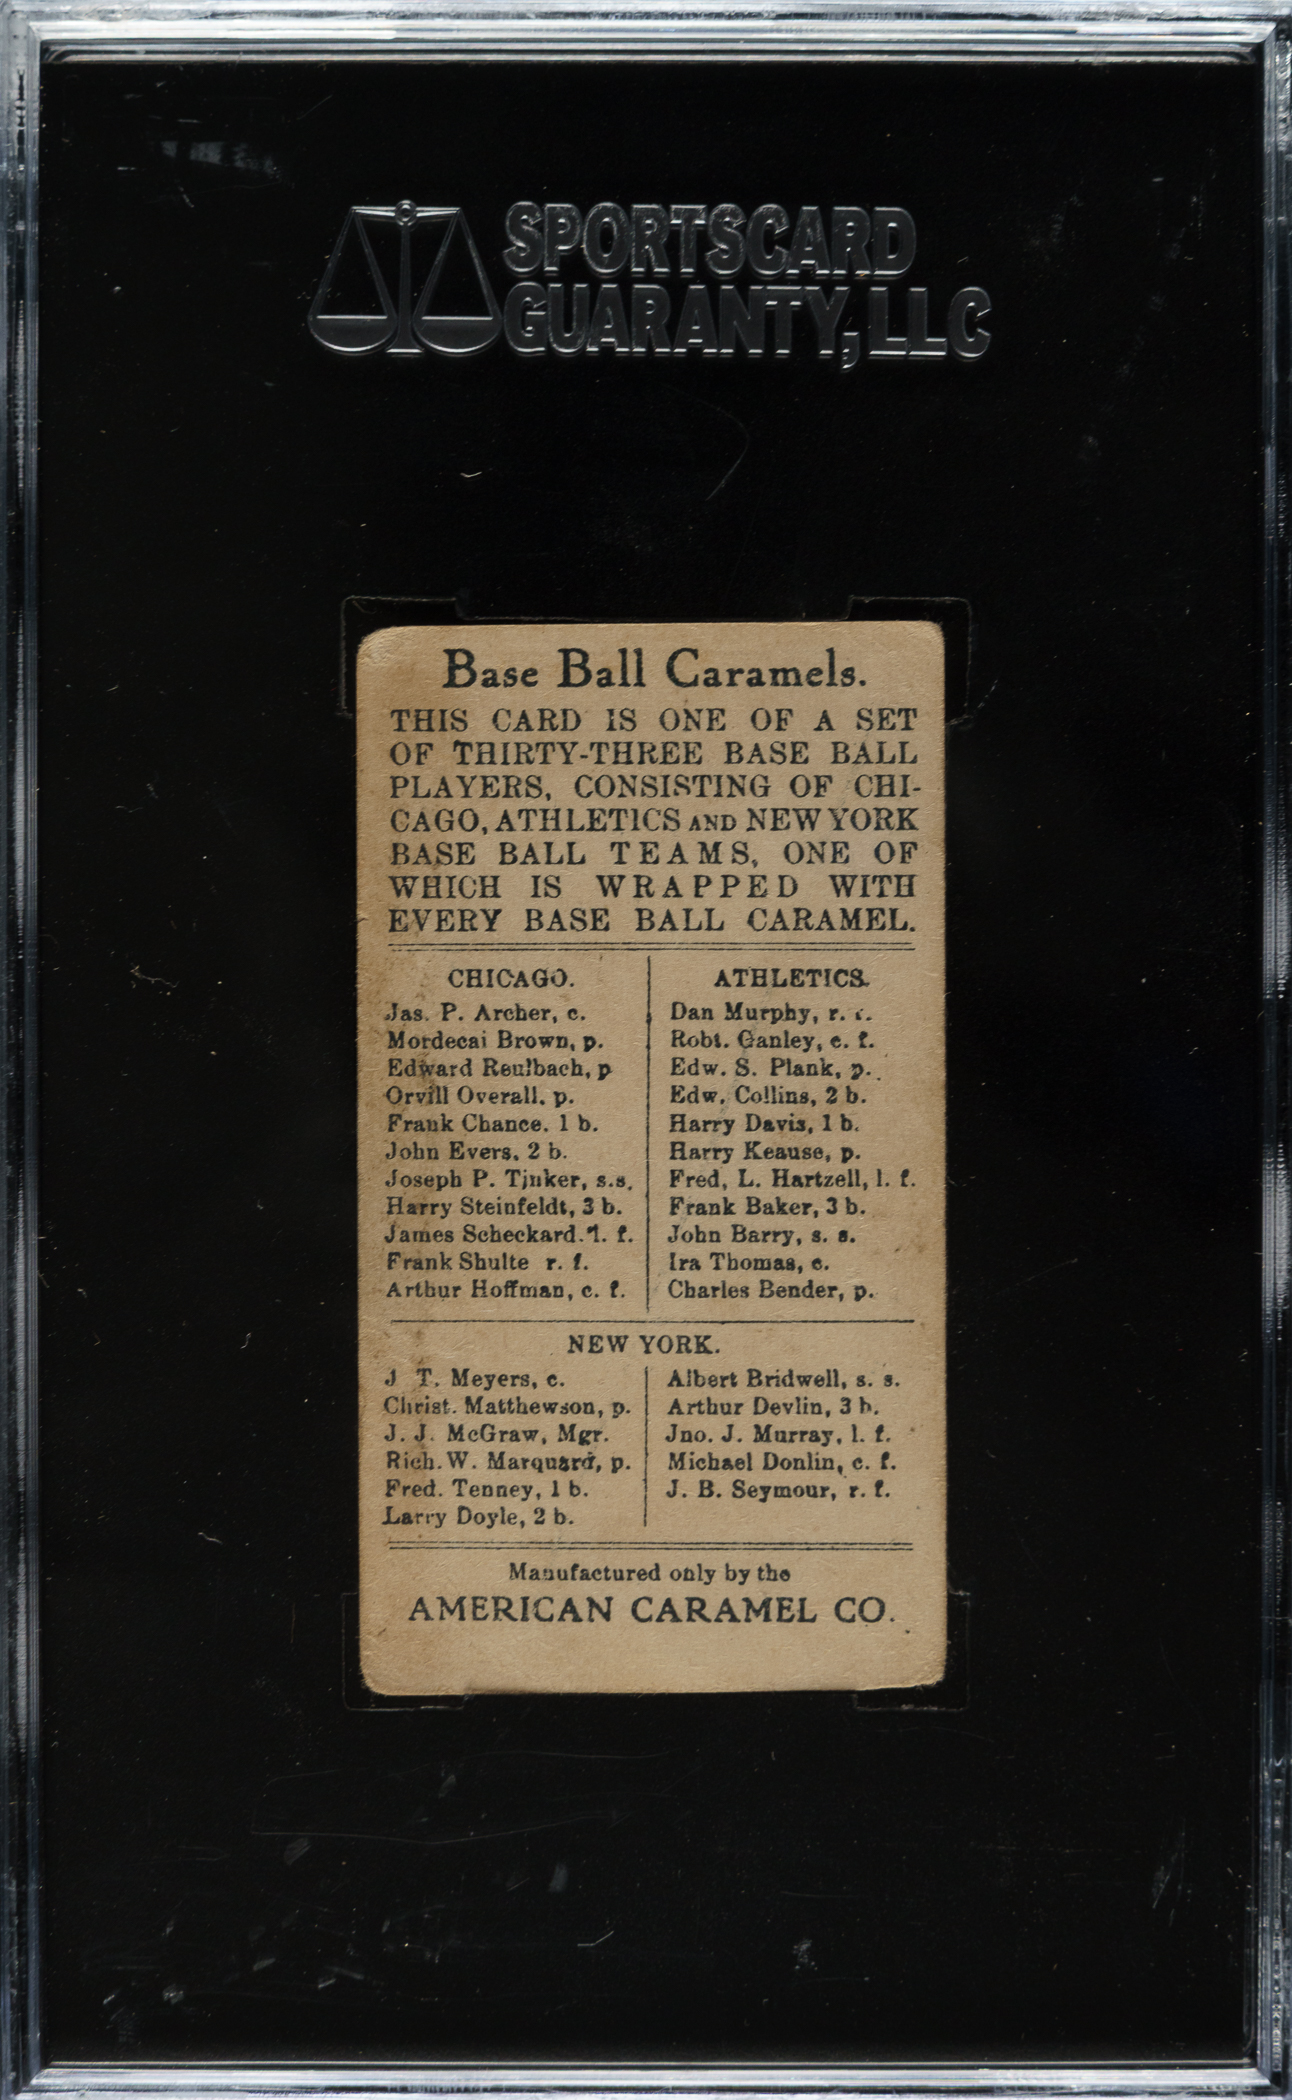 SPORTSCARD
GUARANTY, LLC
Base Ball Caramels.
THIS CARD IS ONE OF A SET
OF THIRTY-THREE BASE BALL
PLAYERS, CONSISTING OF CHI-
CAGO, ATHLETICS AND NEW YORK
BASE BALL TEAMS, ONE OF
WHICH IS WRAPPED WITH
EVERY BASE BALL CARAMEL.
CHICAGO.
Jas. P. Archer, c.
Mordecai Brown, p.
Edward Reulbach, p
Orvill Overall, p.
Frank Chance. 1 b.
John Evers, 2 b.
Joseph P. Tinker, s.s.
Harry Steinfeldt, 3 b.
James Scheckard. l. f.
Frank Shulte r. f.
Arthur Hoffman, c. f.
ATHLETICS.
Dan Murphy, r. f.
Robt. Ganley, c. f.
Edw. S. Plank, p.
Edw. Collins, 2 b.
Harry Davis, 1 b.
Harry Keause, p.
Fred, L. Hartzell, l. f.
Frank Baker, 3 b.
John Barry, s. s.
Ira Thomas, c.
Charles Bender, p.
NEW YORK.
J T. Meyers, c.
Christ. Matthewson, p.
J. J. McGraw, Mgr.
Rich. W. Marquard, p.
Fred. Tenney, 1 b.
Larry Doyle, 2 b.
Albert Bridwell, s. s.
Arthur Devlin, 3 b.
Jno. J. Murray, l. f.
Michael Donlin, c. f.
J. B. Seymour, r. f.
Manufactured only by the
AMERICAN CARAMEL CO.